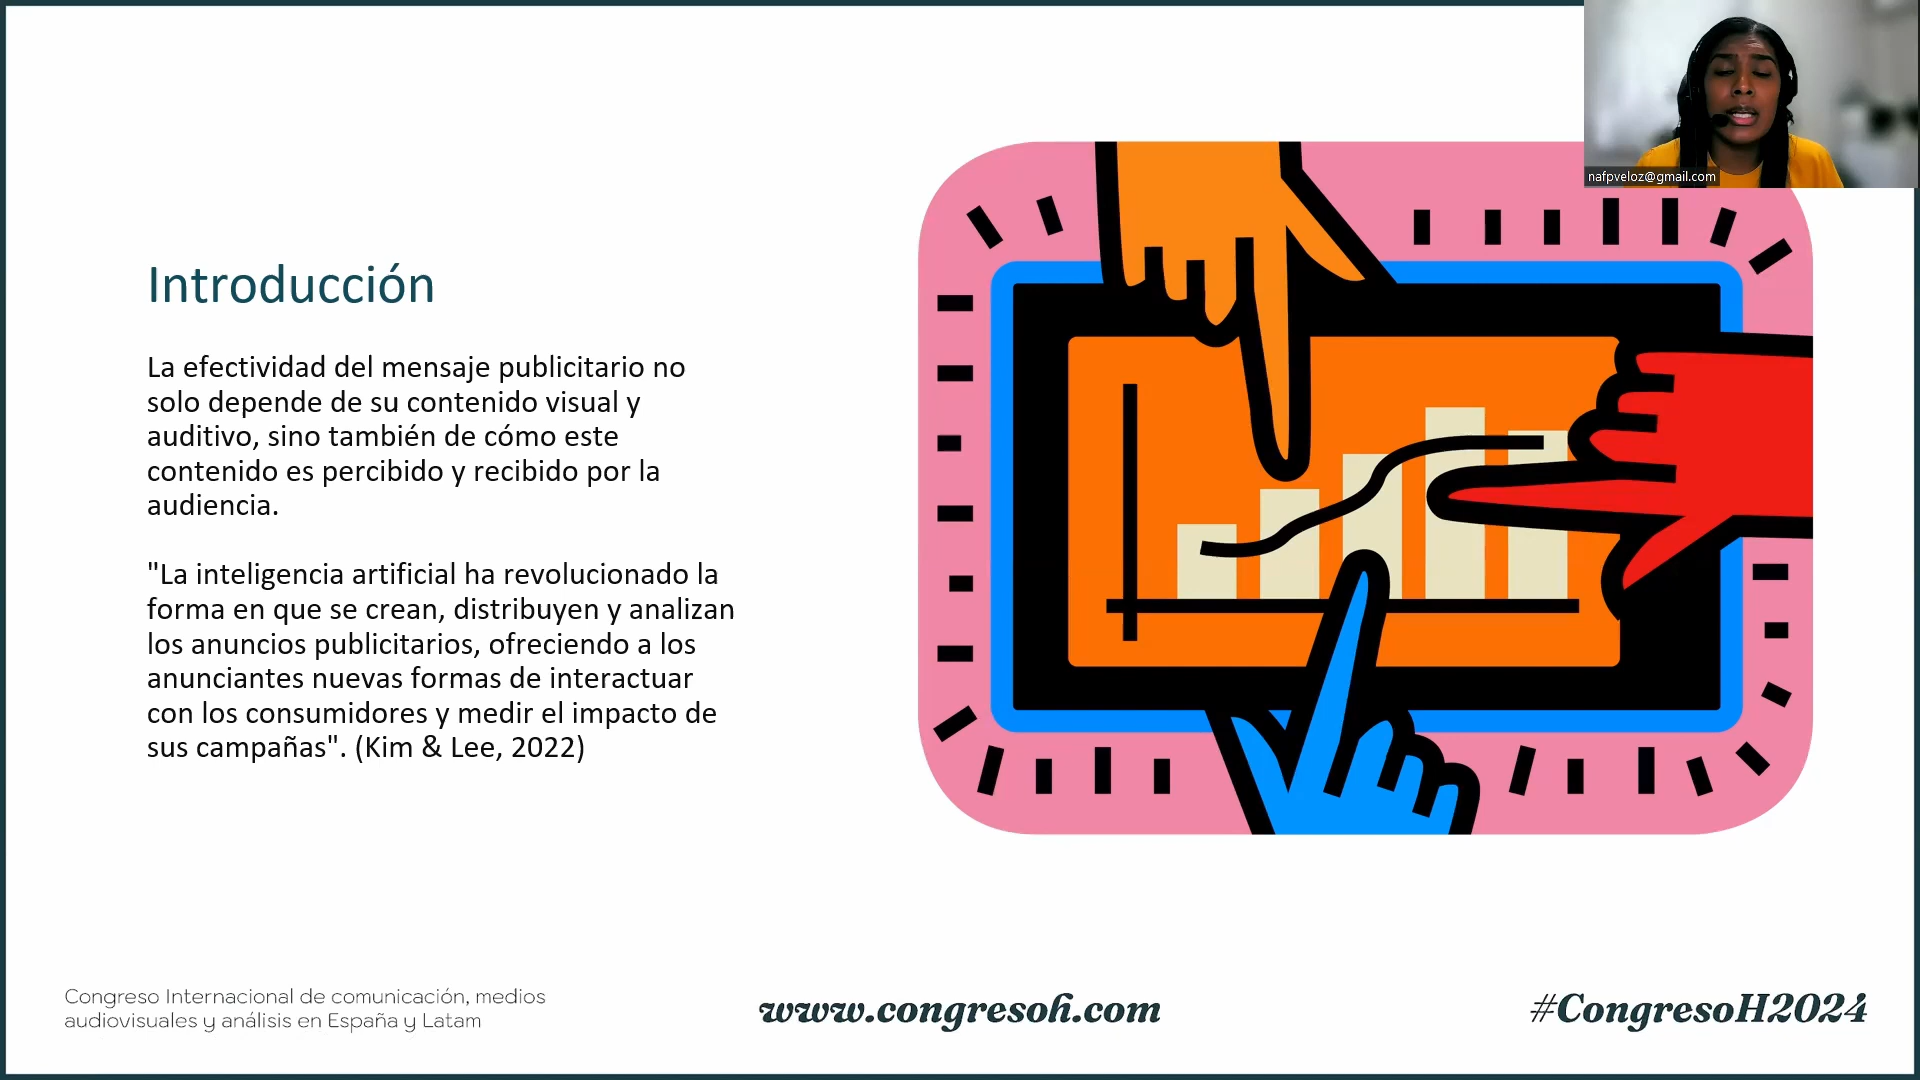 nafpveloz@gmail.com
Introducción
La efectividad del mensaje publicitario no
solo depende de su contenido visual y
auditivo, sino también de cómo este
contenido es percibido y recibido por la
audiencia.
"La inteligencia artificial ha revolucionado la
forma en que se crean, distribuyen y analizan
los anuncios publicitarios, ofreciendo a los
anunciantes nuevas formas de interactuar
con los consumidores y medir el impacto de
sus campañas". (Kim & Lee, 2022)
Congreso Internacional de comunicación, medios
audiovisuales y análisis en España y Latam
www.congresoh.com
#CongresoH2024